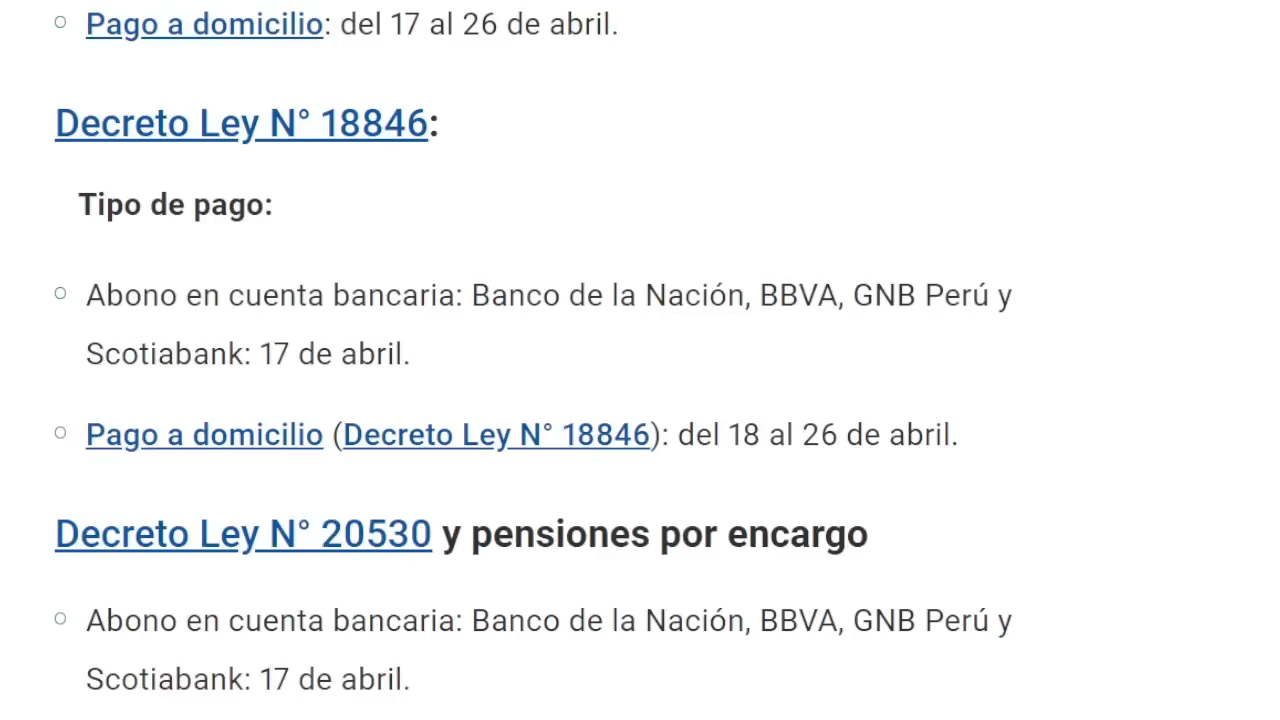 Pago a domicilio: del 17 al 26 de abril.
Decreto Ley N° 18846:
Tipo de pago:
Abono en cuenta bancaria: Banco de la Nación, BBVA, GNB Perú y
Scotiabank: 17 de abril.
Pago a domicilio (Decreto Ley N° 18846): del 18 al 26 de abril.
Decreto Ley N° 20530 y pensiones por encargo
Abono en cuenta bancaria: Banco de la Nación, BBVA, GNB Perú y
Scotiabank: 17 de abril.